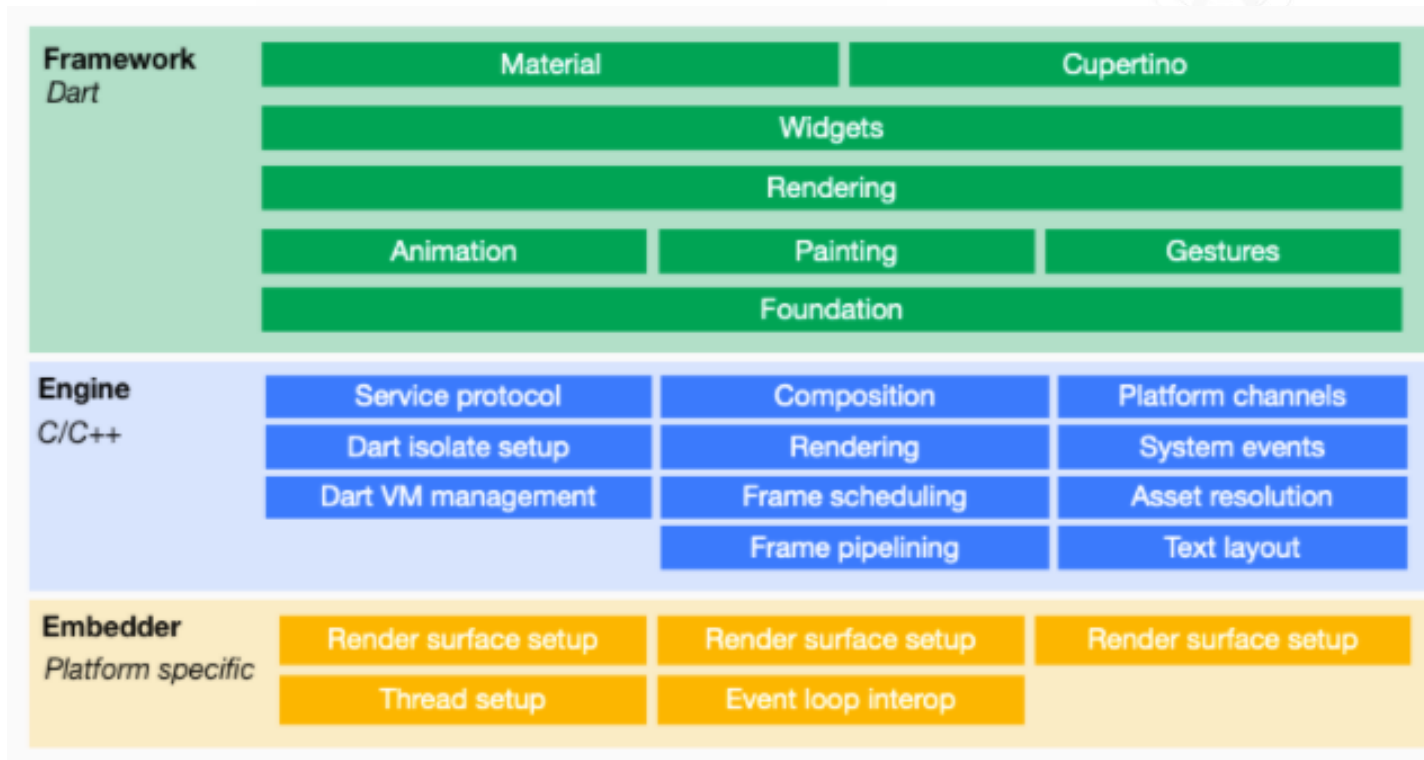 Framework
Dart
Material
Cupertino
Widgets
Rendering
Animation
Painting
Gestures
Foundation
Engine
C/C++
Service protocol
Composition
Platform channels
Dart isolate setup
Rendering
System events
Dart VM management
Frame scheduling
Asset resolution
Frame pipelining
Text layout
Embedder
Platform specific
Render surface setup
Render surface setup
Render surface setup
Thread setup
Event loop interop